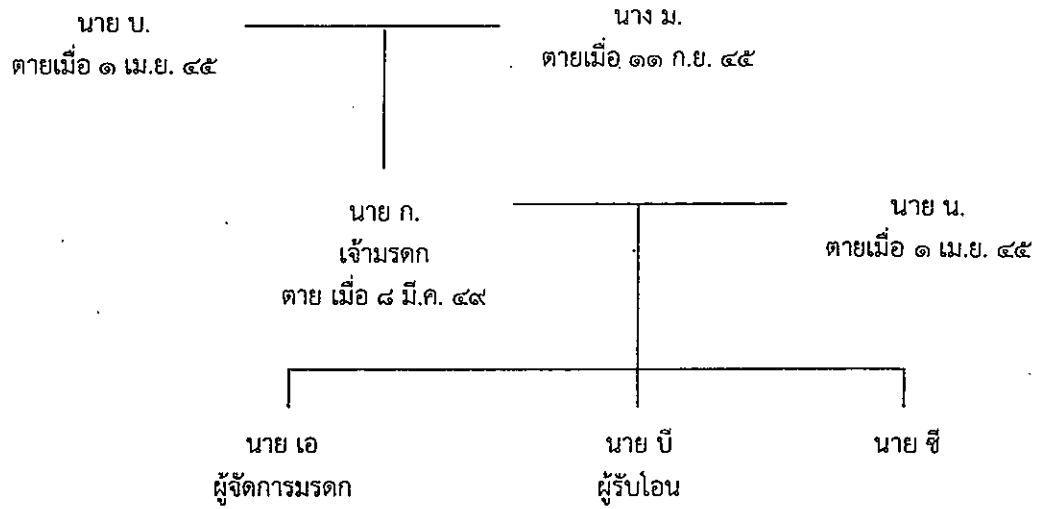 นาย บ.
ตายเมื่อ ๑ เม.ย. ๔๕
นาง ม.
ตายเมื่อ ๑๑ ก.ย. ๔๕
นาย ก.
เจ้ามรดก
ตาย เมื่อ ๘ มี.ค. ๔๙
นาย น.
ตายเมื่อ ๑ เม.ย. ๔๕
นาย เอ
ผู้จัดการมรดก
นาย บี
ผู้รับโอน
นาย ซี